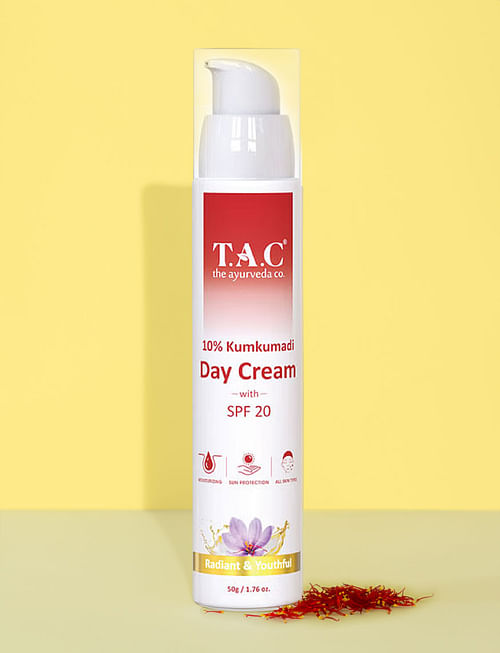 T.A.C®
the ayurveda co.
10% Kumkumadi
Day Cream
with
SPF 20
MOISTURIZING
SUN PROTECTION
ALL SKIN TYPES
Radiant & Youthful
50g / 1.76 oz.